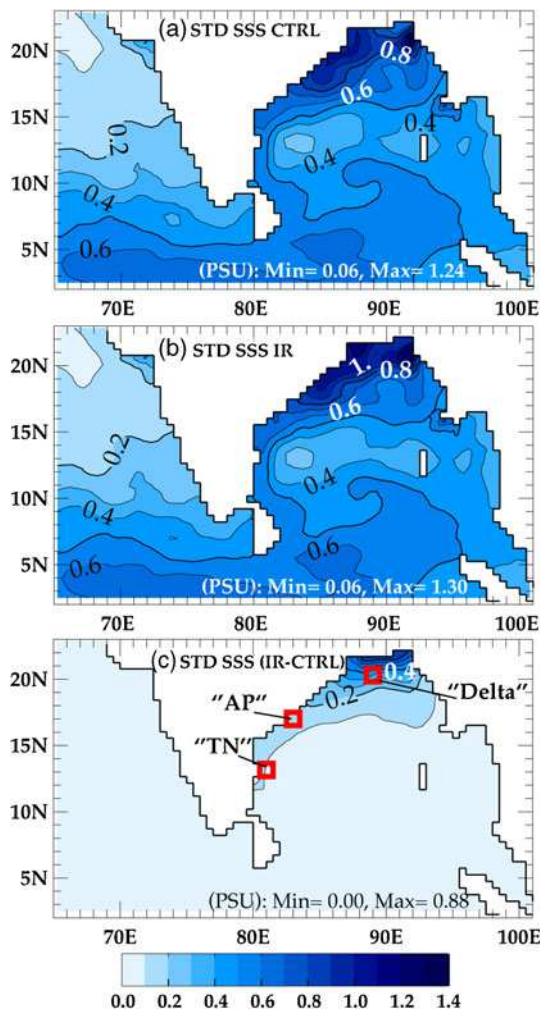 (a) STD SSS CTRL
20N
15N
10N
5N
0.8
0.6
0.4
0.4
0.2
0.4
0.6
(PSU): Min= 0.06, Max= 1.24
70E 80E 90E 100E
(b) STD SSS IR
20N
15N
10N
5N
1.
0.8
0.6
0.4
0.2
0.4
0.6
0.6
(PSU): Min= 0.06, Max= 1.30
70E 80E 90E 100E
(c) STD SSS (IR-CTRL)
20N
15N
10N
5N
0.4
0.2
"Delta"
"AP"
"TN"
(PSU): Min= 0.00, Max= 0.88
70E 80E 90E 100E
0.0 0.2 0.4 0.6 0.8 1.0 1.2 1.4